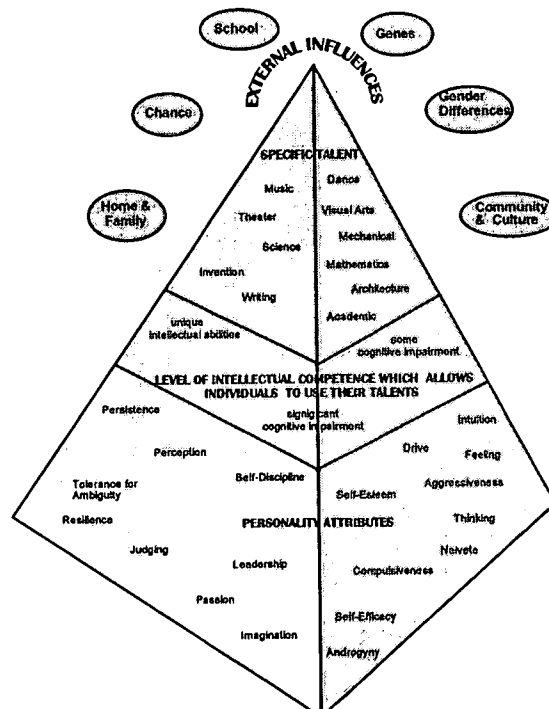 School
Genes
EXTERNAL INFLUENCES
Chance
Gender
Differences
Home &
Family
Community
& Culture
SPECIFIC TALENT
Music
Dance
Theater
Visual Arts
Science
Mechanical
Invention
Mathematics
Writing
Architecture
Academic
unique
intellectual abilities
some
cognitive impairment
LEVEL OF INTELLECTUAL COMPETENCE WHICH ALLOWS
INDIVIDUALS TO USE THEIR TALENTS
signigicant
cognitive impairment
Persistence
Intuition
Perception
Drive
Feeling
Self-Discipline
Tolerance for
Ambiguity
Self-Esteem
Aggressiveness
Resilience
PERSONALITY ATTRIBUTES
Thinking
Judging
Naivete
Leadership
Compulsiveness
Passion
Self-Efficacy
Imagination
Androgyny